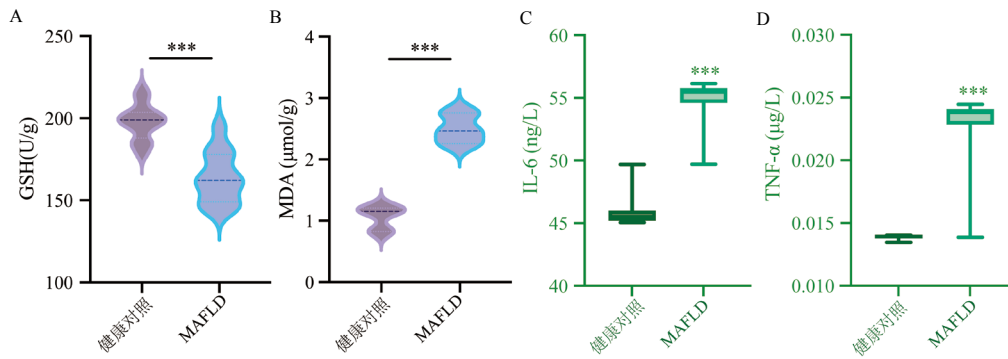 A
GSH(U/g)
250
200
150
100
***
健康对照
MAFLD
B
MDA (μmol/g)
4
3
2
1
0
***
健康对照
MAFLD
C
IL-6 (ng/L)
60
55
50
45
40
***
健康对照
MAFLD
D
TNF-α (μg/L)
0.030
0.025
0.020
0.015
0.010
***
健康对照
MAFLD